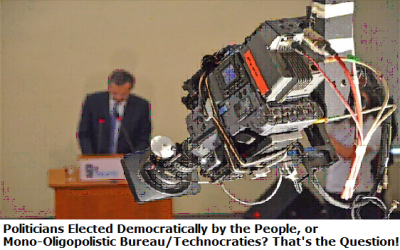 Politicians Elected Democratically by the People, or
Mono-Oligopolistic Bureau/Technocraties? That's the Question!